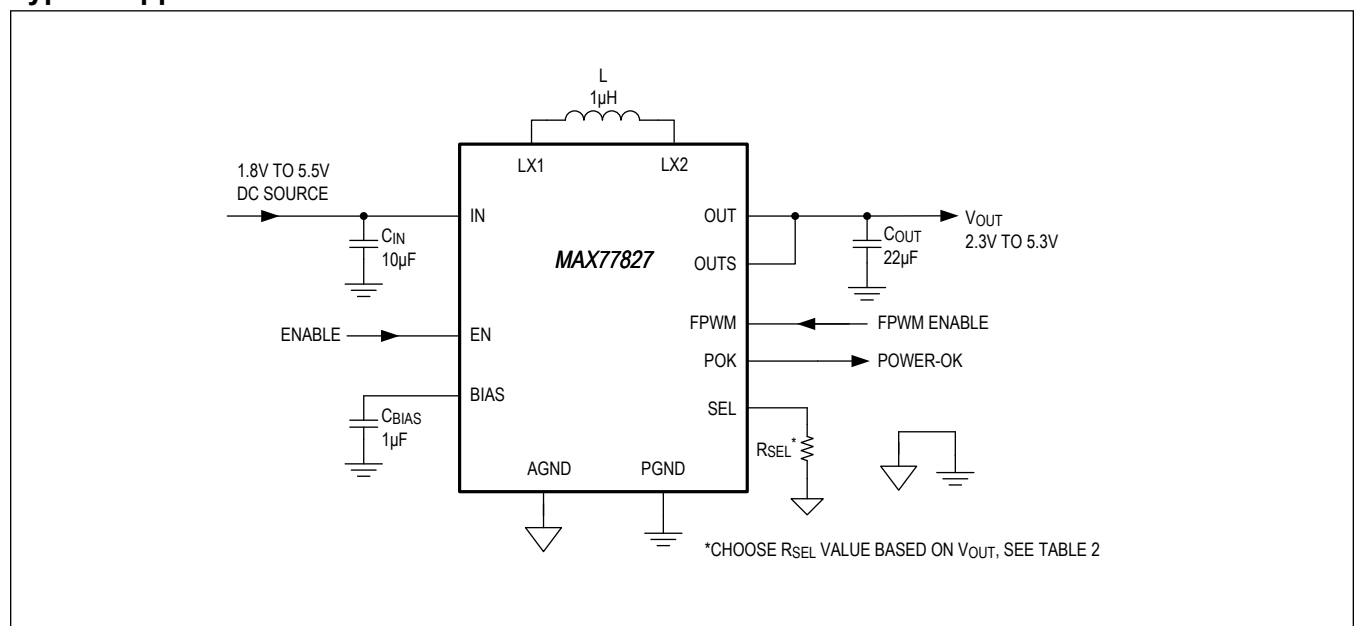 L
1µH
LX1
LX2
1.8V TO 5.5V
DC SOURCE
IN
OUT
VOUT
2.3V TO 5.3V
CIN
10µF
COUT
22µF
MAX77827
OUTS
FPWM
FPWM ENABLE
ENABLE
EN
POK
POWER-OK
BIAS
SEL
CBIAS
1µF
RSEL*
AGND
PGND
*CHOOSE RSEL VALUE BASED ON VOUT, SEE TABLE 2